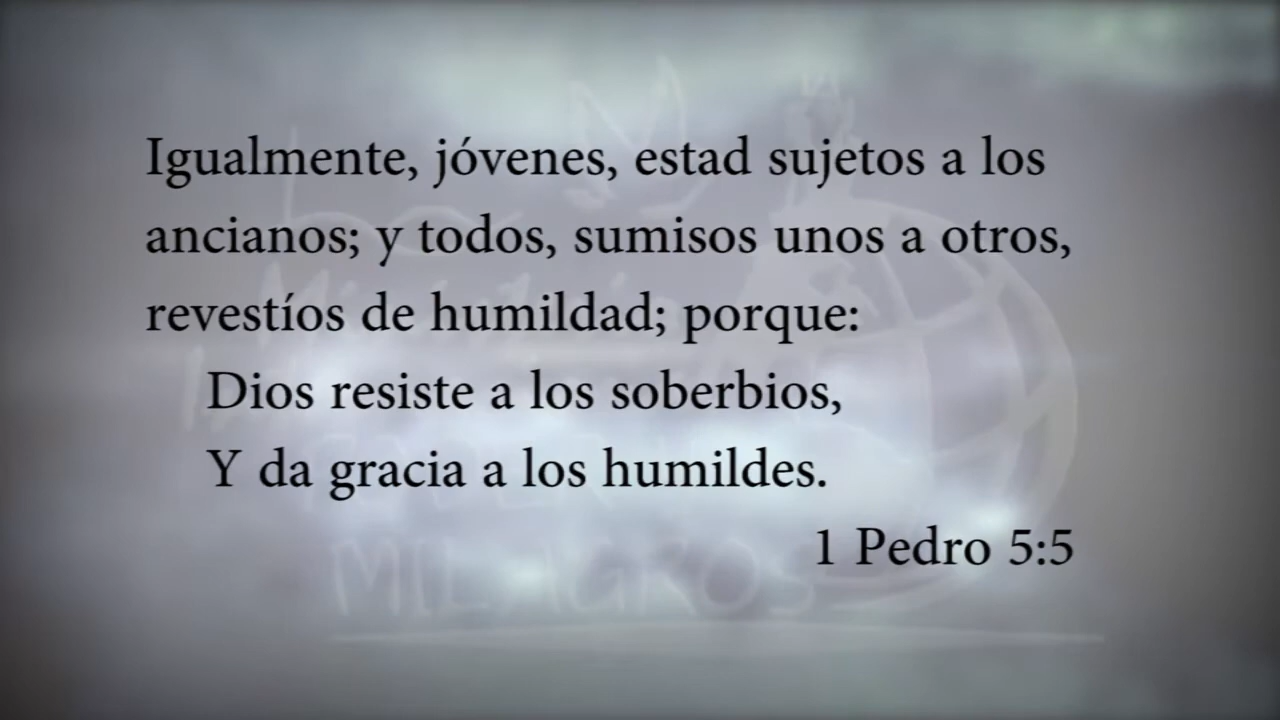 Igualmente, jóvenes, estad sujetos a los
ancianos; y todos, sumisos unos a otros,
revestíos de humildad; porque:
Dios resiste a los soberbios,
Y da gracia a los humildes.
1 Pedro 5:5
MILAGROS